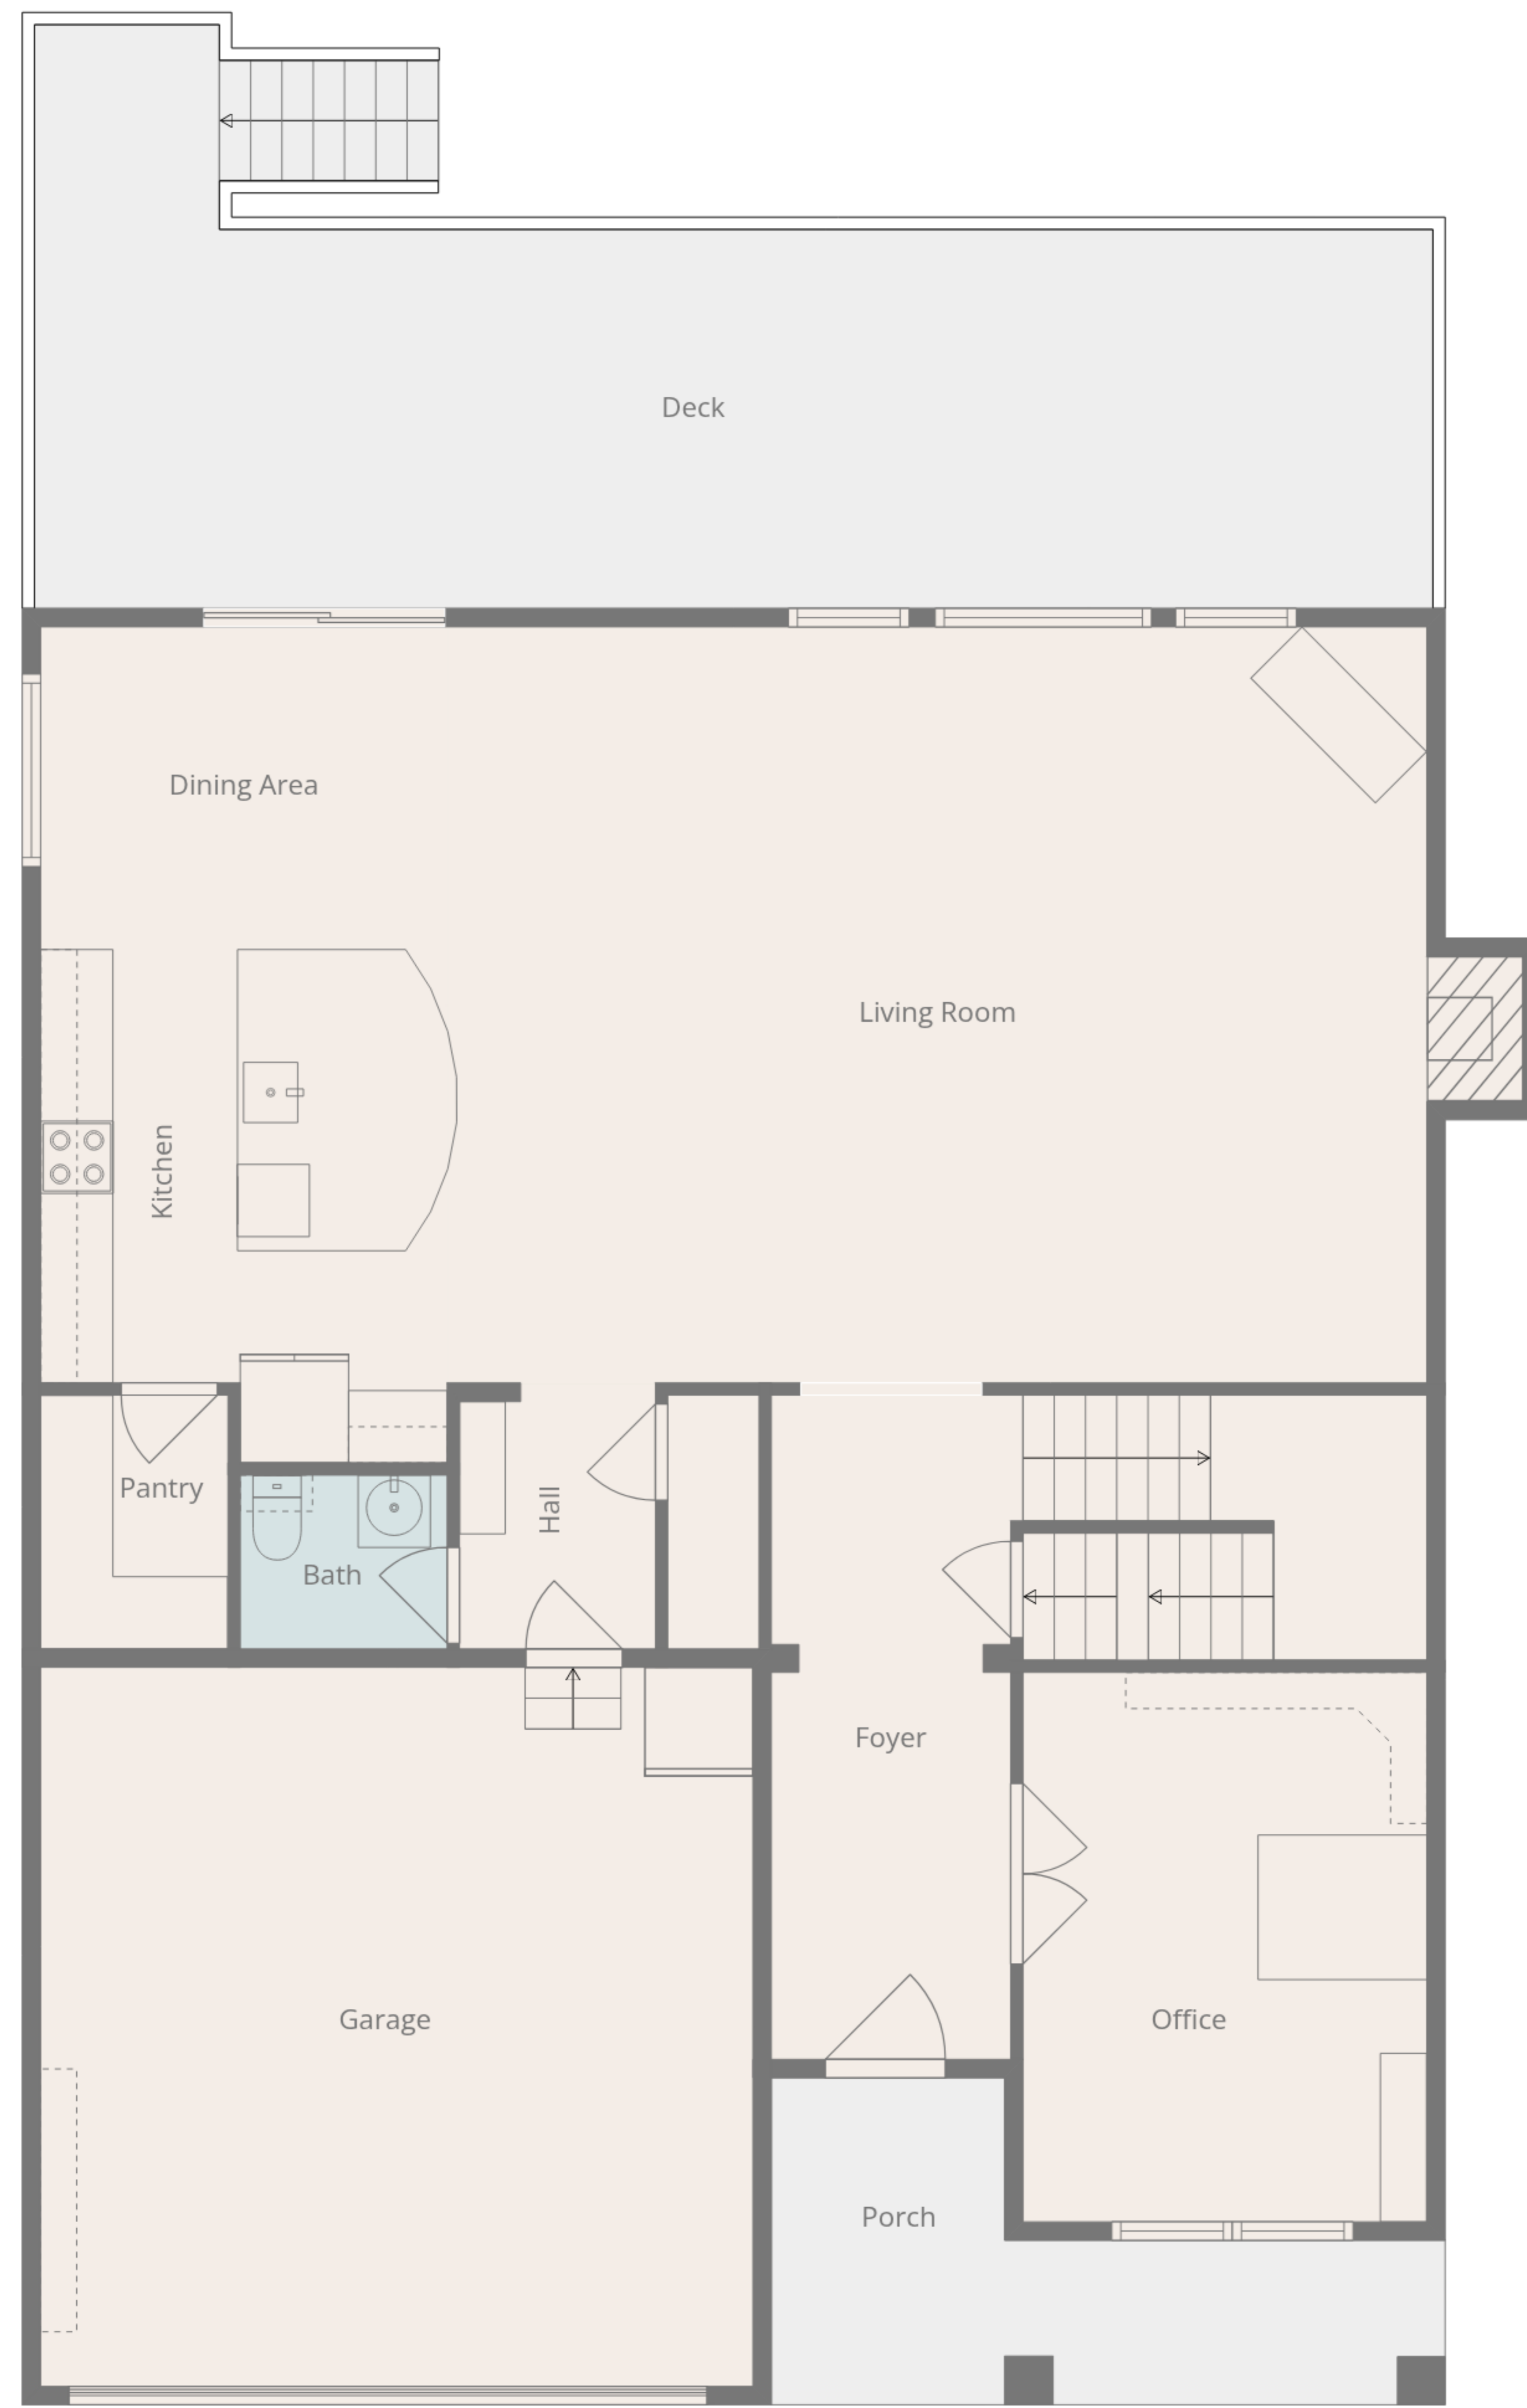 Deck
Dining Area
Living Room
Kitchen
Pantry
Hall
Bath
Foyer
Garage
Office
Porch